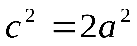 c² = 2a²